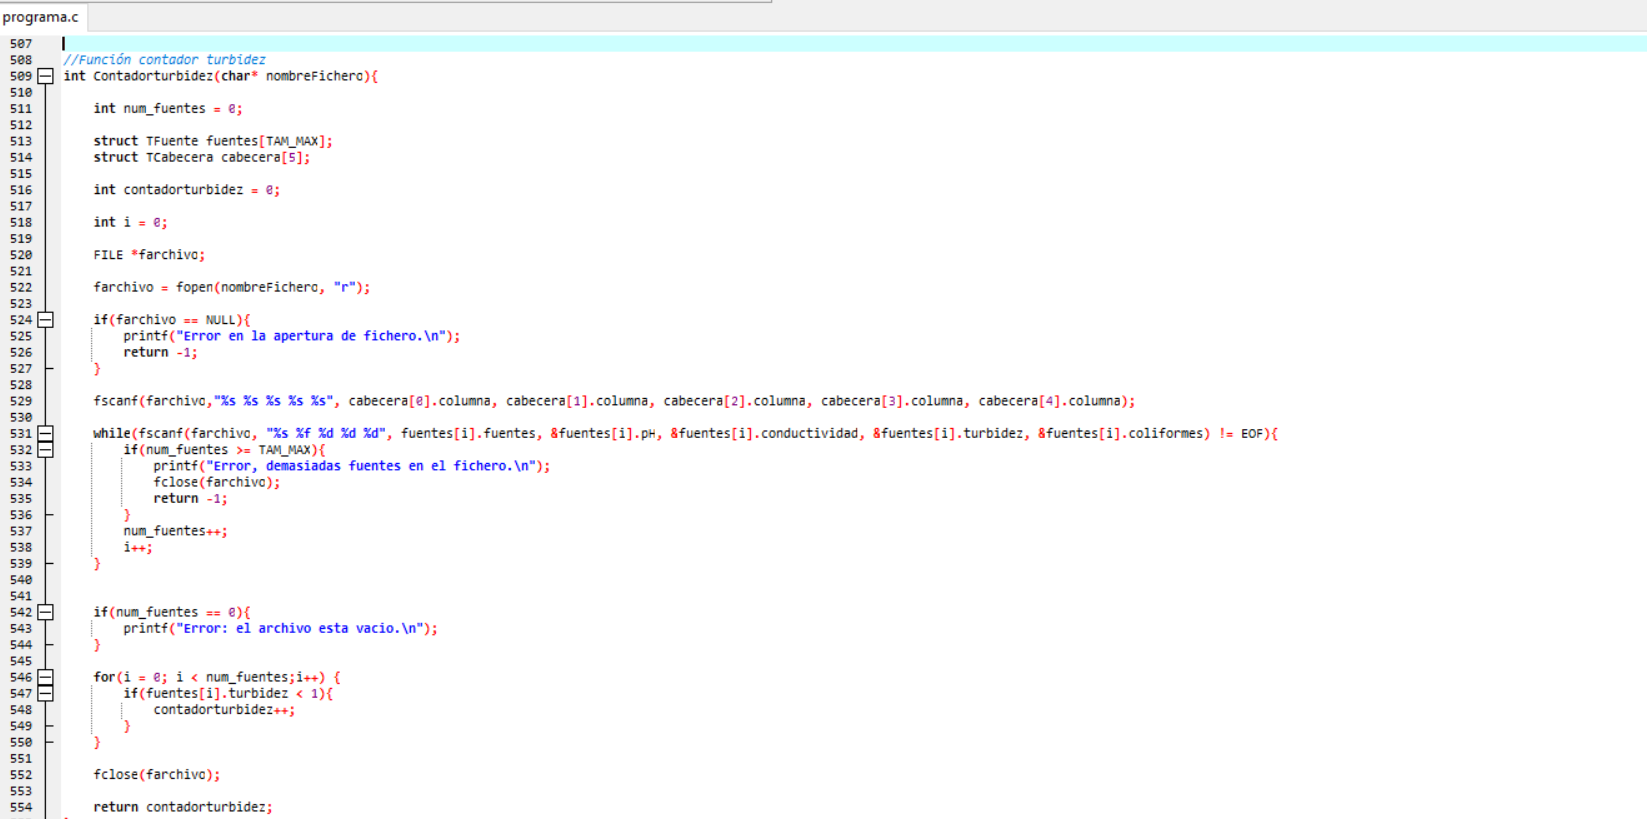 programa.c
507
508 //Función contador turbidez
509 int Contadorturbidez(char* nombreFichero){
510
511 int num_fuentes = 0;
512
513 struct TFuente fuentes[TAM_MAX];
514 struct TCabecera cabecera[5];
515
516 int contadorturbidez = 0;
517
518 int i = 0;
519
520 FILE *farchivo;
521
522 farchivo = fopen(nombreFichero, "r");
523
524 if(farchivo == NULL){
525 printf("Error en la apertura de fichero.\n");
526 return -1;
527 }
528
529 fscanf(farchivo,"%s %s %s %s %s", cabecera[0].columna, cabecera[1].columna, cabecera[2].columna, cabecera[3].columna, cabecera[4].columna);
530
531 while(fscanf(farchivo, "%s %f %d %d %d", fuentes[i].fuentes, &fuentes[i].pH, &fuentes[i].conductividad, &fuentes[i].turbidez, &fuentes[i].coliformes) != EOF){
532 if(num_fuentes >= TAM_MAX){
533 printf("Error, demasiadas fuentes en el fichero.\n");
534 fclose(farchivo);
535 return -1;
536 }
537 num_fuentes++;
538 i++;
539 }
540
541
542 if(num_fuentes == 0){
543 printf("Error: el archivo esta vacio.\n");
544 }
545
546 for(i = 0; i < num_fuentes;i++) {
547 if(fuentes[i].turbidez < 1){
548 contadorturbidez++;
549 }
550 }
551
552 fclose(farchivo);
553
554 return contadorturbidez;